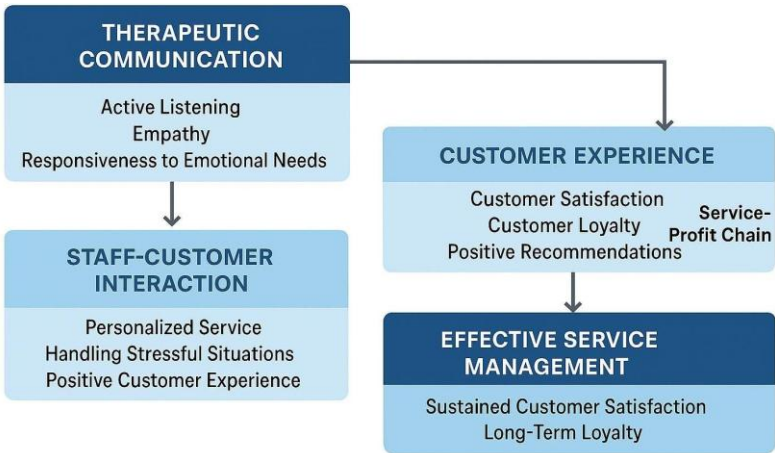 THERAPEUTIC
COMMUNICATION
Active Listening
Empathy
Responsiveness to Emotional Needs
STAFF-CUSTOMER
INTERACTION
Personalized Service
Handling Stressful Situations
Positive Customer Experience
CUSTOMER EXPERIENCE
Customer Satisfaction
Customer Loyalty
Positive Recommendations
Service-
Profit Chain
EFFECTIVE SERVICE
MANAGEMENT
Sustained Customer Satisfaction
Long-Term Loyalty